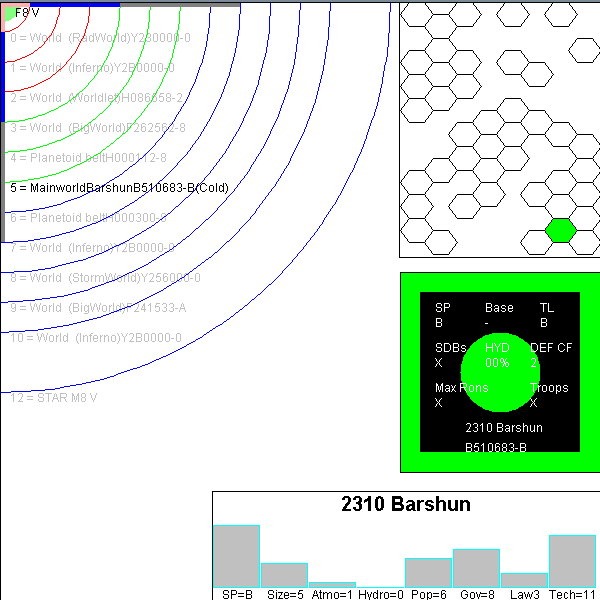 F8 V
0 = World  (RadWorld)Y230000-0
1 = World  (Inferno)Y2B0000-0
2 = World  (Worldlet)H086658-2
3 = World  (BigWorld)F262562-8
4 = Planetoid beltH000112-8
5 = MainworldBarshunB510683-B(Cold)
6 = Planetoid beltH000300-6
7 = World  (Inferno)Y2B0000-0
8 = World  (StormWorld)Y256000-0
9 = World  (BigWorld)F241533-A
10 = World  (Inferno)Y2B0000-0
12 = STAR M8 V
SP Base TL
B - B
SDBs HYD DEF CF
X 00% 2
Max Pons Troops
X X
2310 Barshun
B510683-B
2310 Barshun
SP=B Size=5 Atmo=1 Hydro=0 Pop=6 Gov=8 Law3 Tech=11